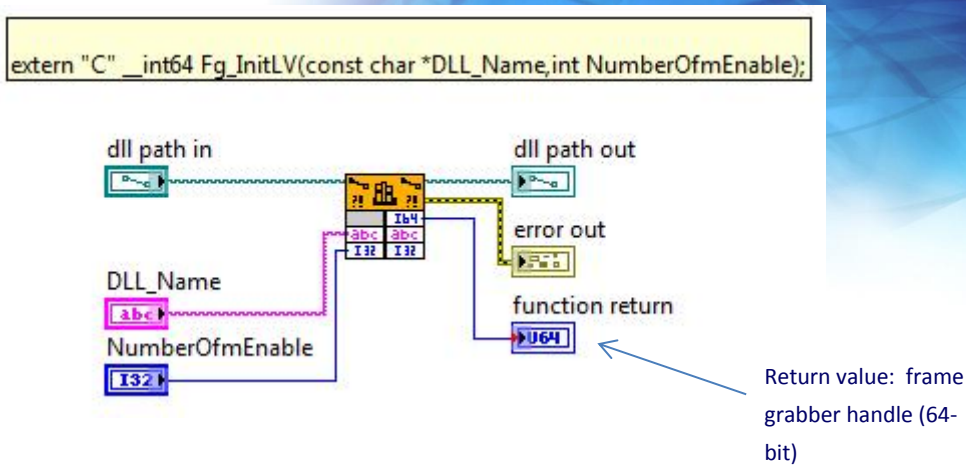 extern "C" __int64 Fg_InitLV(const char *DLL_Name,int NumberOfmEnable);
dll path in
dll path out
?!
?!
I64
abc
abc
I32
I32
error out
DLL_Name
abc
function return
U64
NumberOfmEnable
I32
Return value: frame
grabber handle (64-
bit)